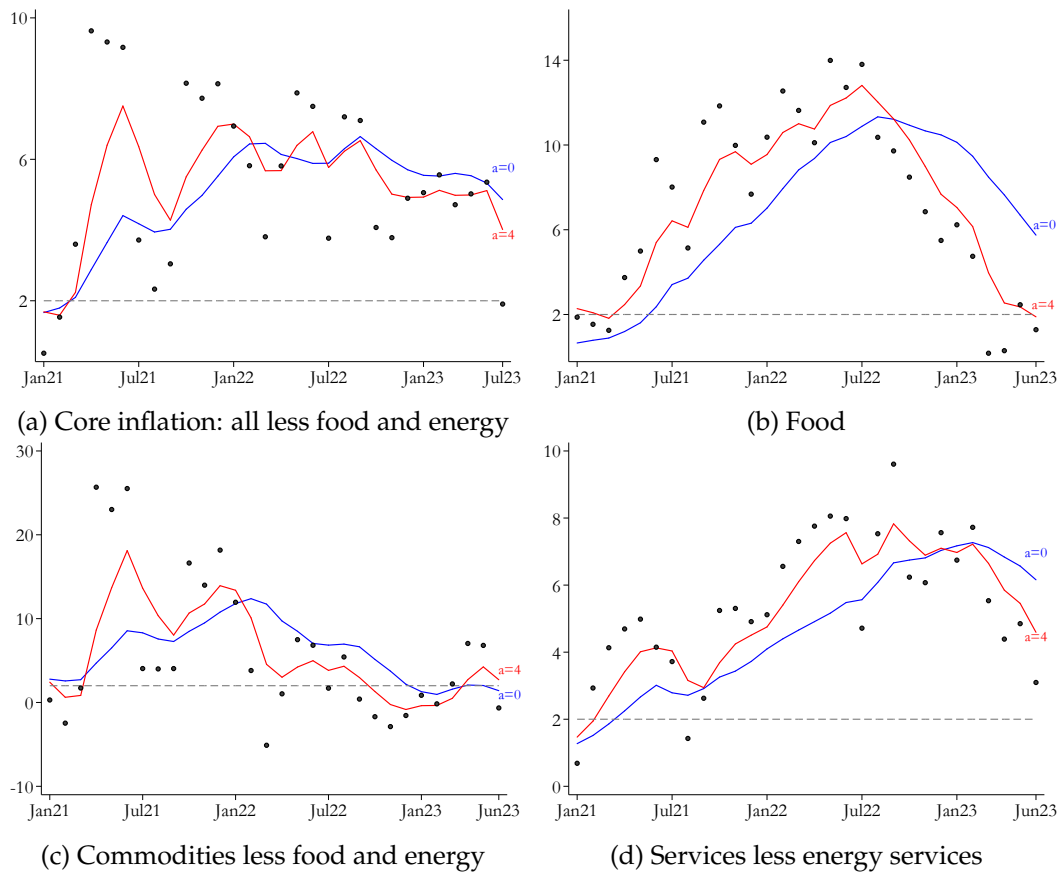 10
6
2
a=0
a=4
Jan21 Jul21 Jan22 Jul22 Jan23 Jul23
(a) Core inflation: all less food and energy
14
10
6
2
a=0
a=4
Jan21 Jul21 Jan22 Jul22 Jan23 Jun23
(b) Food
30
20
10
0
-10
a=4
a=0
Jan21 Jul21 Jan22 Jul22 Jan23 Jun23
(c) Commodities less food and energy
10
8
6
4
2
0
a=0
a=4
Jan21 Jul21 Jan22 Jul22 Jan23 Jun23
(d) Services less energy services